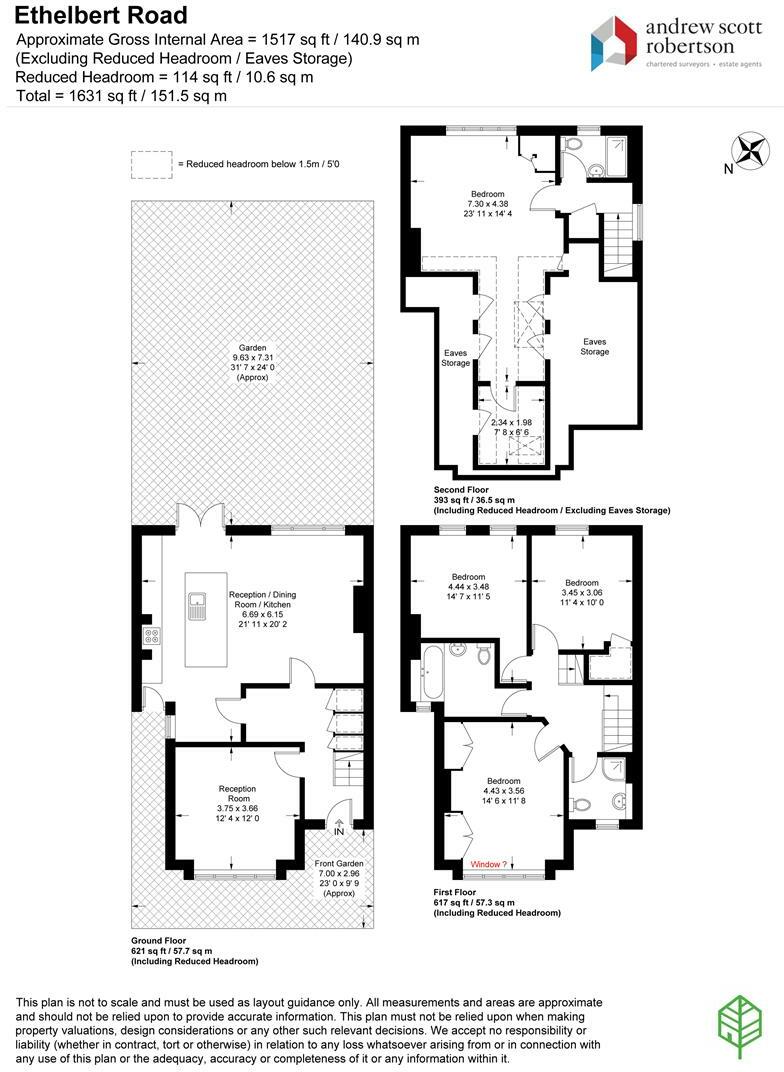 Ethelbert Road
Approximate Gross Internal Area = 1517 sq ft / 140.9 sq m
(Excluding Reduced Headroom / Eaves Storage)
Reduced Headroom = 114 sq ft / 10.6 sq m
Total = 1631 sq ft / 151.5 sq m
andrew scott
robertson
chartered surveyors • estate agents
= Reduced headroom below 1.5m / 5'0
N
Bedroom
7.30 x 4.38
23' 11 x 14' 4
Eaves
Storage
Eaves
Storage
2.34 x 1.98
7' 8 x 6' 6
Second Floor
393 sq ft / 36.5 sq m
(Including Reduced Headroom / Excluding Eaves Storage)
Garden
9.63 x 7.31
31' 7 x 24' 0
(Approx)
Reception / Dining
Room / Kitchen
6.69 x 6.15
21' 11 x 20' 2
Reception
Room
3.75 x 3.66
12' 4 x 12' 0
IN
Front Garden
7.00 x 2.96
23' 0 x 9' 9
(Approx)
Ground Floor
621 sq ft / 57.7 sq m
(Including Reduced Headroom)
Bedroom
4.44 x 3.48
14' 7 x 11' 5
Bedroom
3.45 x 3.06
11' 4 x 10' 0
Bedroom
4.43 x 3.56
14' 6 x 11' 8
Window ?
First Floor
617 sq ft / 57.3 sq m
(Including Reduced Headroom)
This plan is not to scale and must be used as layout guidance only. All measurements and areas are approximate
and should not be relied upon to provide accurate information. This plan must not be relied upon when making
property valuations, design considerations or any other such relevant decisions. We accept no responsibility or
liability (whether in contract, tort or otherwise) in relation to any loss whatsoever arising from or in connection with
any use of this plan or the adequacy, accuracy or completeness of it or any information within it.